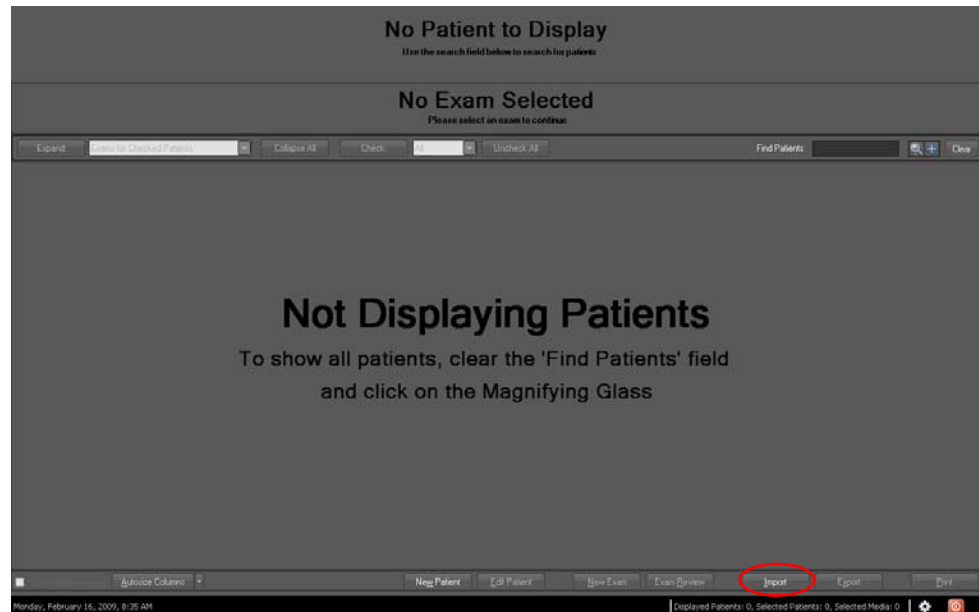 No Patient to Display
Use the search field below to search for patients
No Exam Selected
Please select an exam to continue
Expand Exams for Checked Patients Collapse All Check All Uncheck All Find Patients Clear
Not Displaying Patients
To show all patients, clear the 'Find Patients' field
and click on the Magnifying Glass
Autosize Columns New Patient Edit Patient New Exam Exam Review Import Export Print
Monday, February 16, 2009, 8:35 AM Displayed Patients: 0, Selected Patients: 0, Selected Media: 0